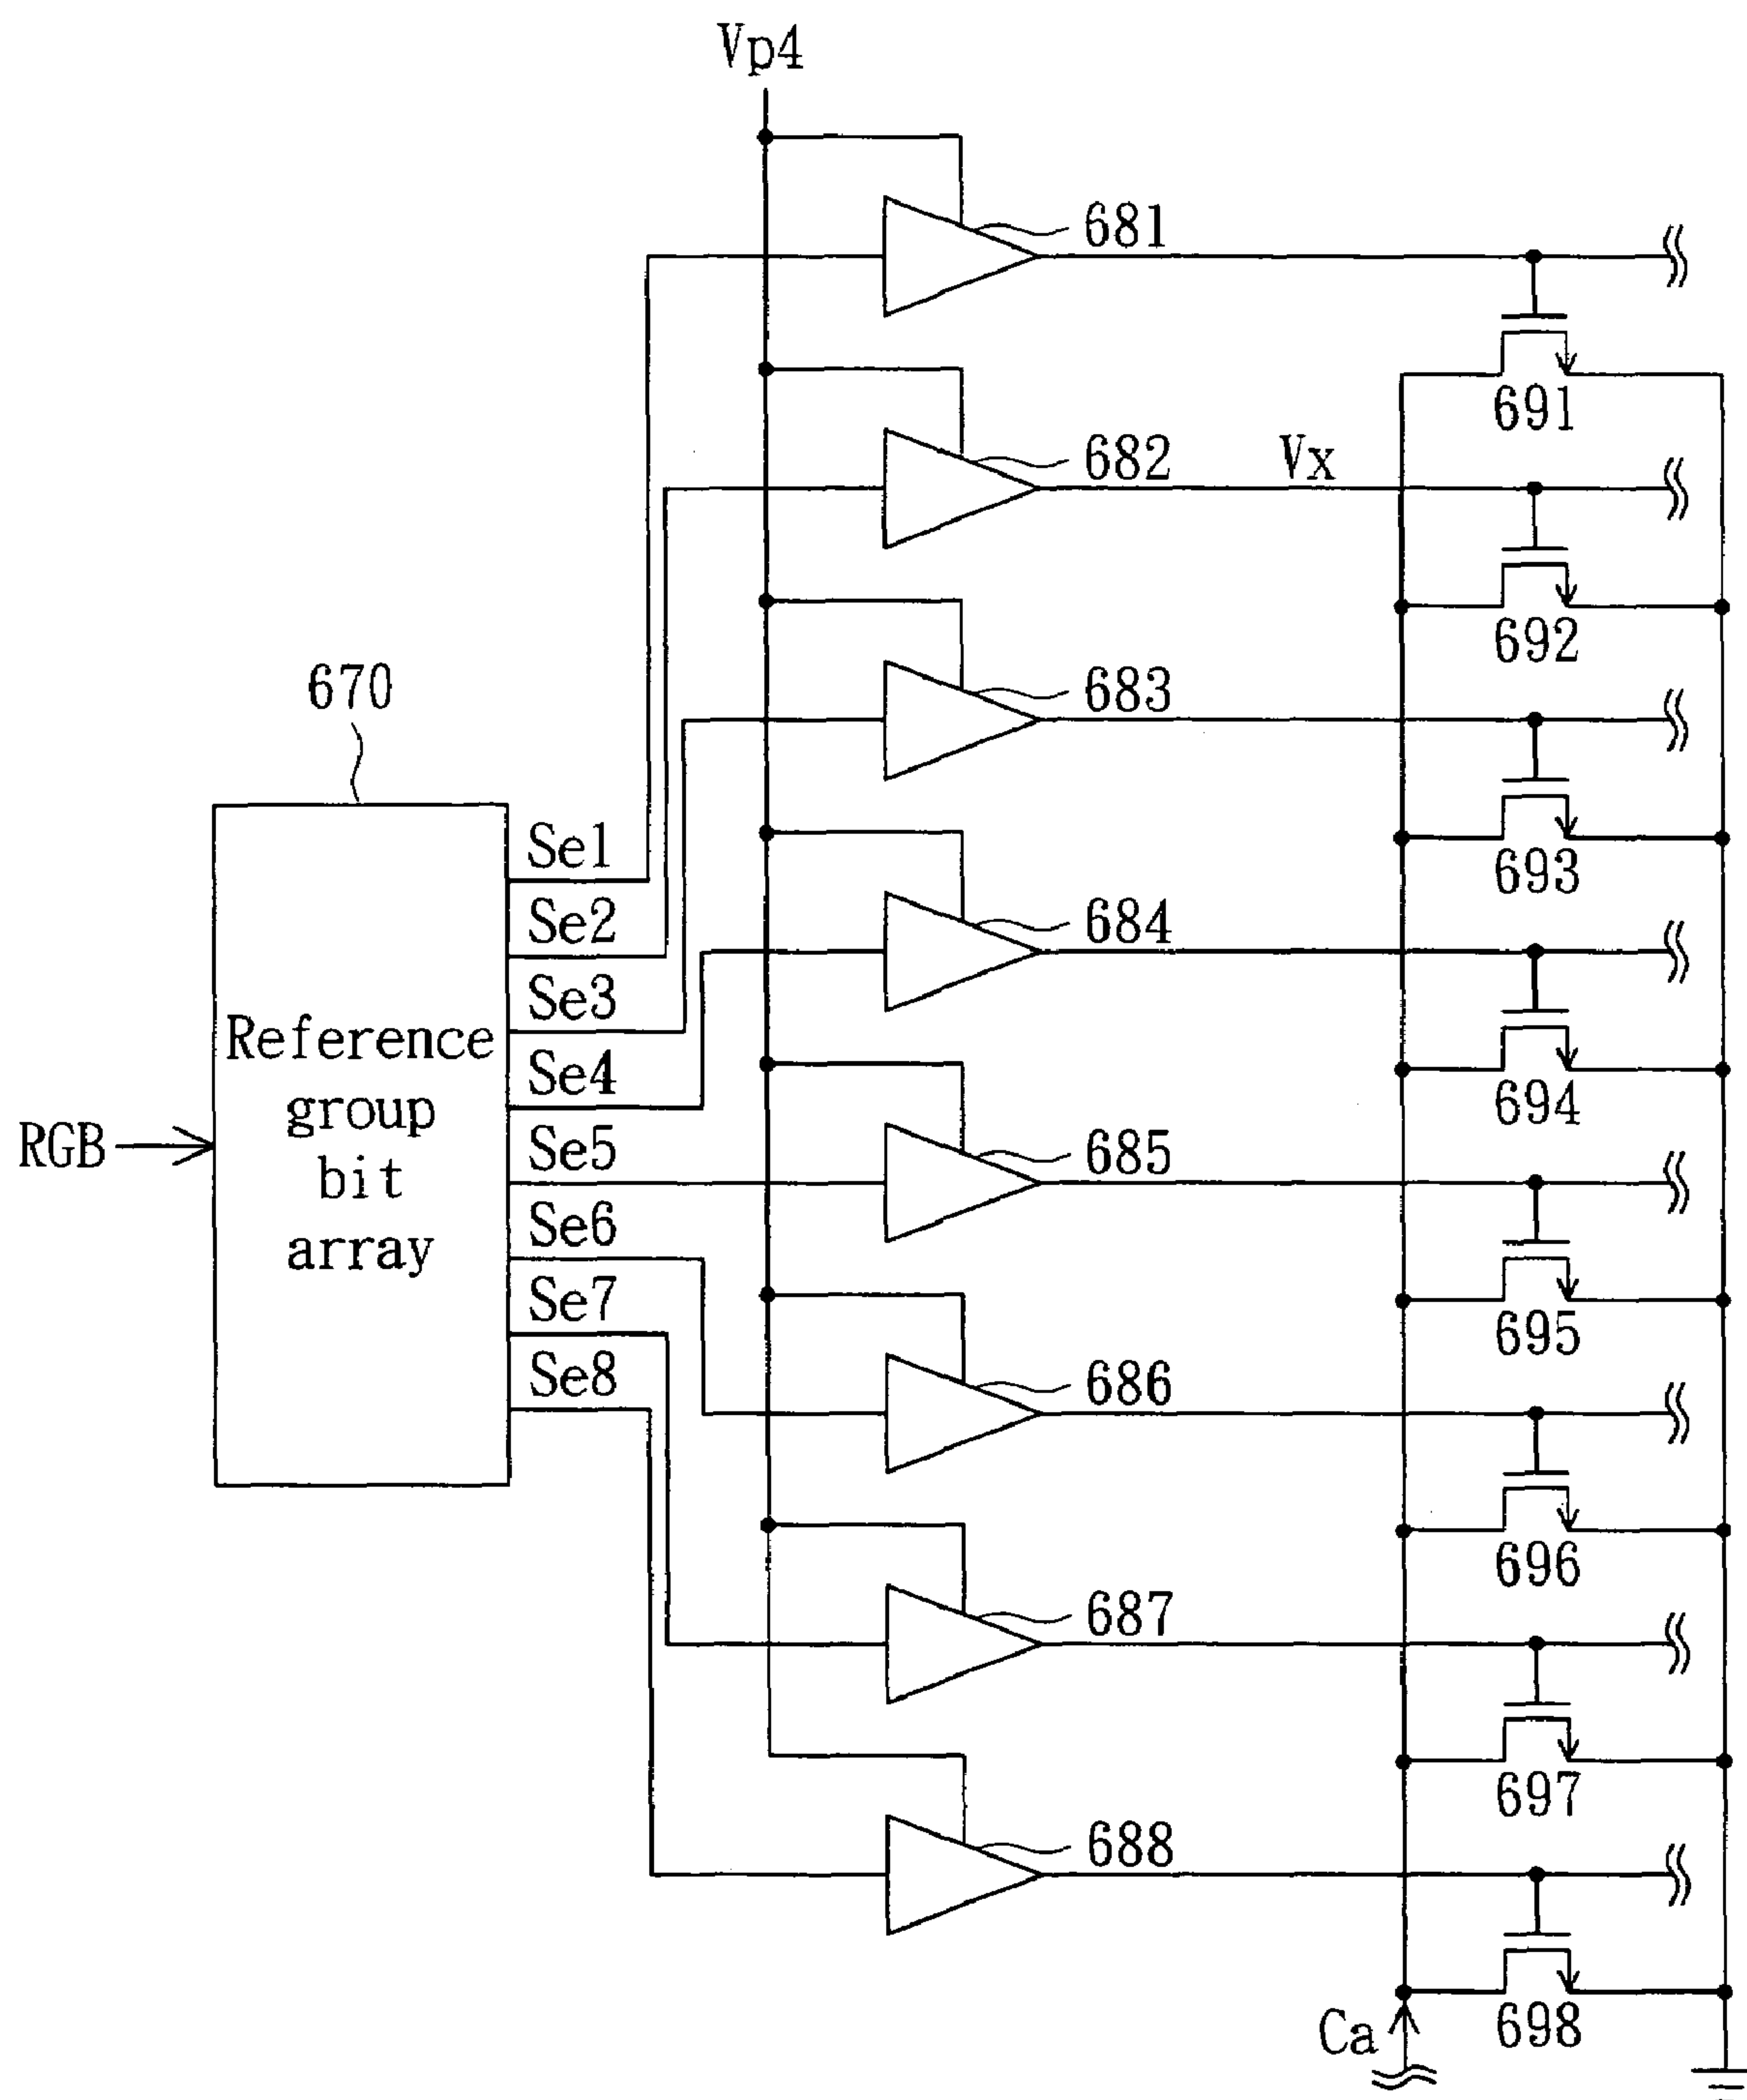 Vp4
681
691
682
Vx
692
683
693
670
684
694
Se1
Se2
Se3
Se4
Se5
Se6
Se7
Se8
Reference
group
bit
array
RGB
685
695
686
696
687
697
688
698
Ca